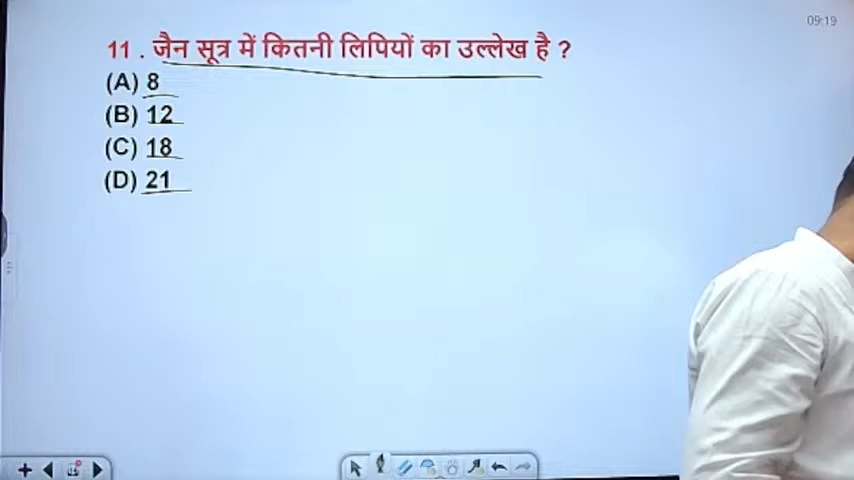 09:19
11 . जैन सूत्र में कितनी लिपियों का उल्लेख है ?
(A) 8
(B) 12
(C) 18
(D) 21